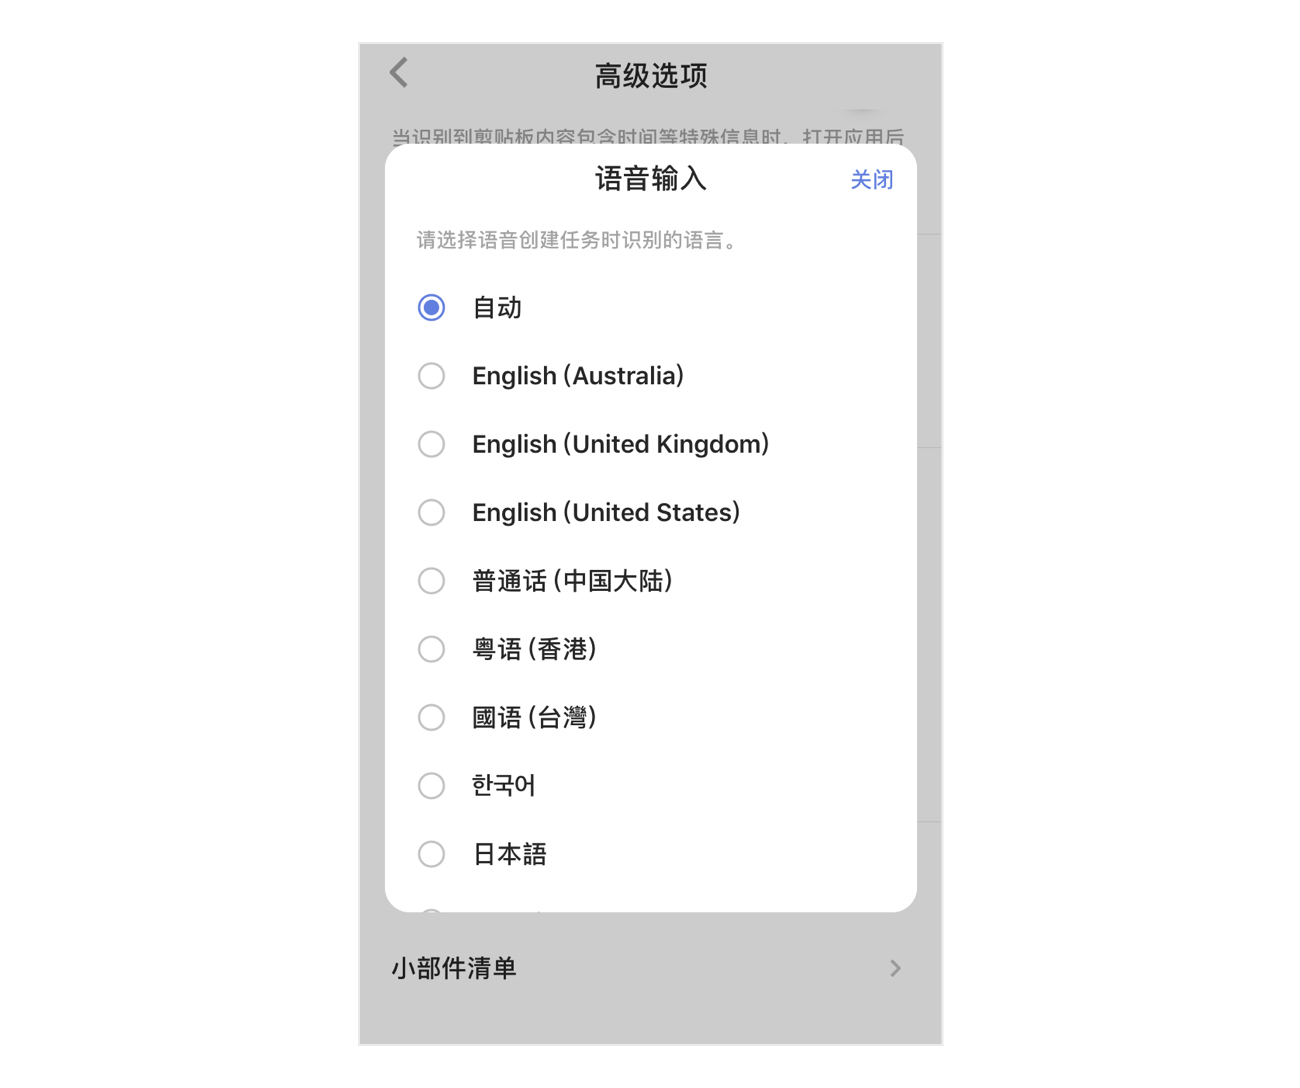 高级选项
当识别到剪贴板内容包含时间等特殊信息时，打开应用后
语音输入
关闭
请选择语音创建任务时识别的语言。
自动
English (Australia)
English (United Kingdom)
English (United States)
普通话 (中国大陆)
粤语 (香港)
國语 (台灣)
한국어
日本語
小部件清单